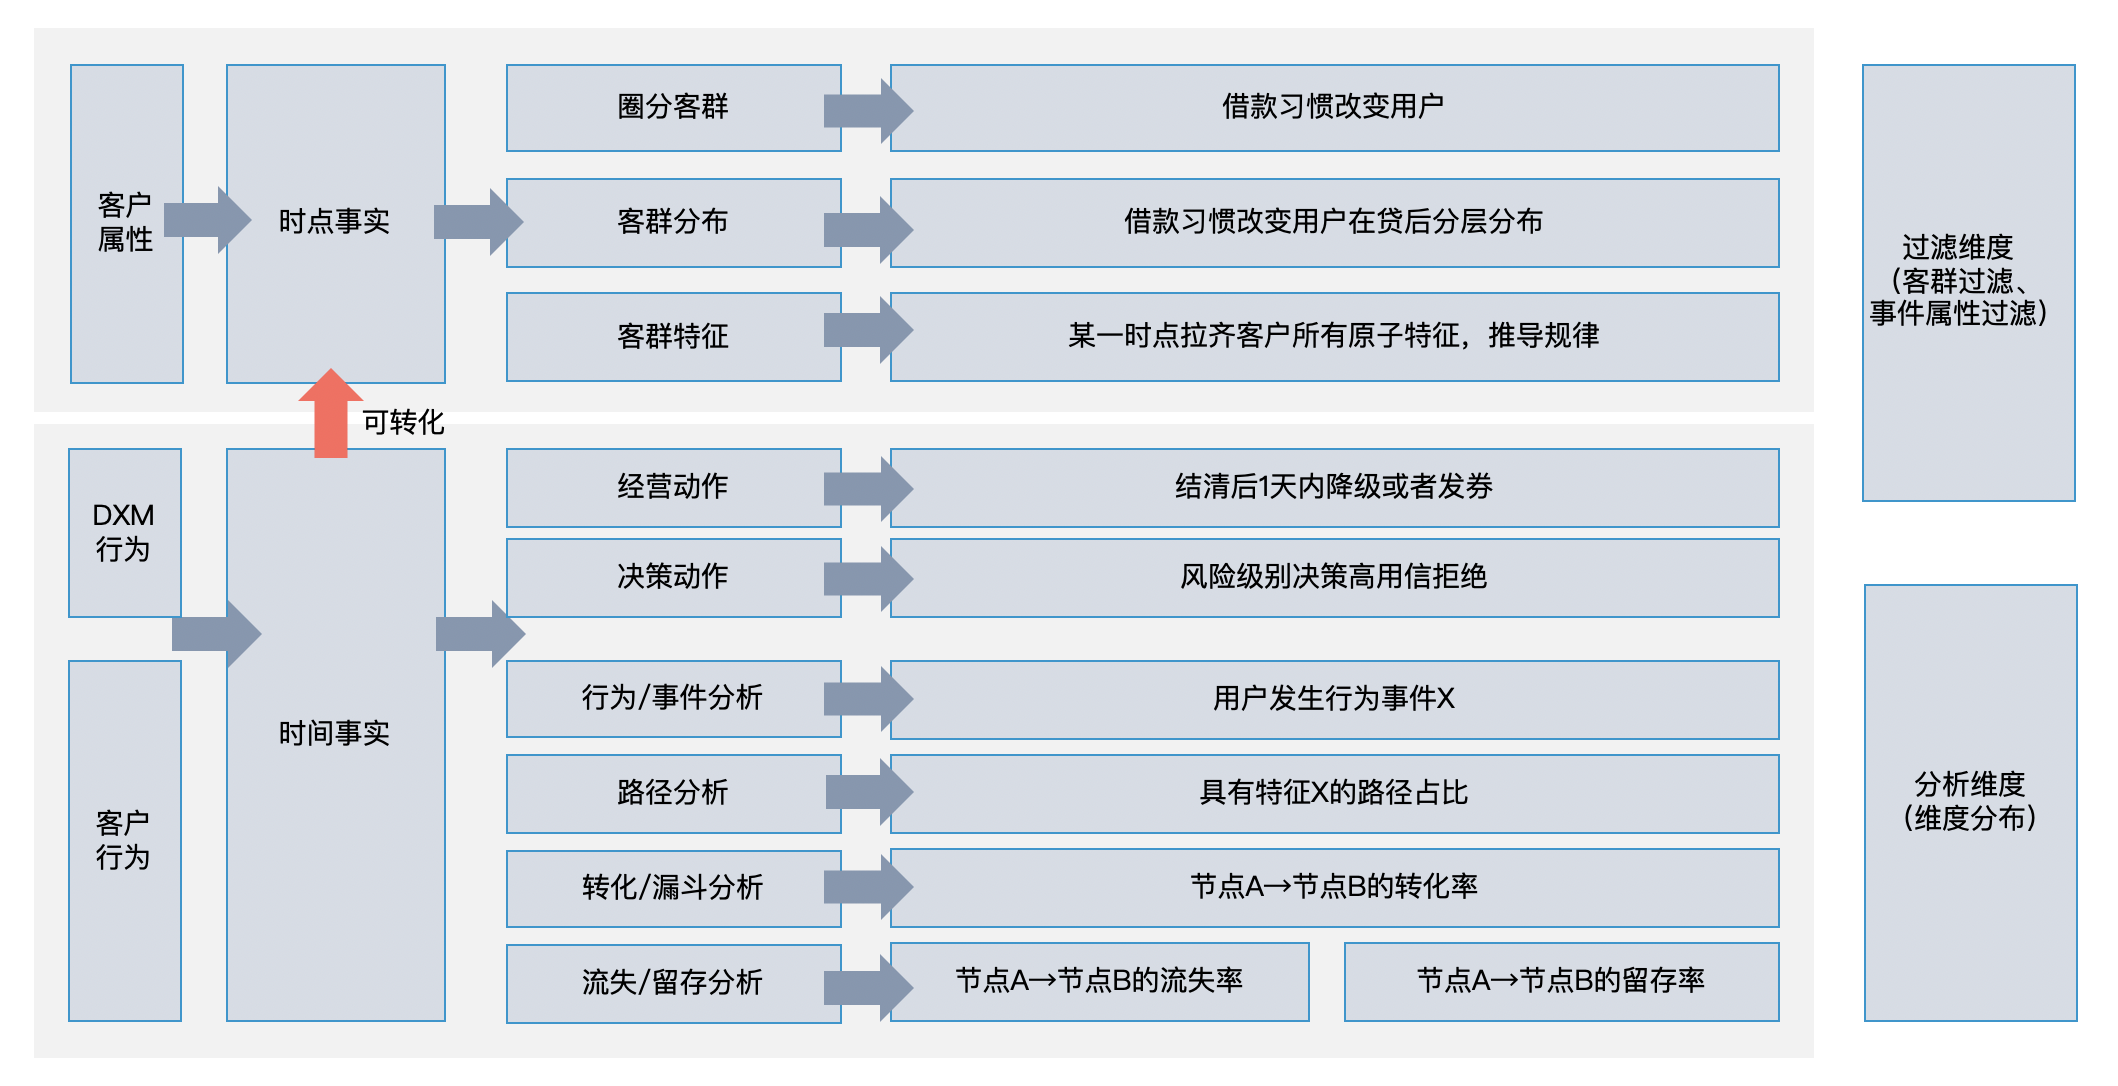 客户
属性
时点事实
圈分客群
借款习惯改变用户
客群分布
借款习惯改变用户在贷后分层分布
客群特征
某一时点拉齐客户所有原子特征，推导规律
可转化
DXM
行为
客户
行为
时间事实
经营动作
结清后1天内降级或者发券
决策动作
风险级别决策高用信拒绝
行为/事件分析
用户发生行为事件X
路径分析
具有特征X的路径占比
转化/漏斗分析
节点A→节点B的转化率
流失/留存分析
节点A→节点B的流失率
节点A→节点B的留存率
过滤维度
（客群过滤、
事件属性过滤）
分析维度
（维度分布）